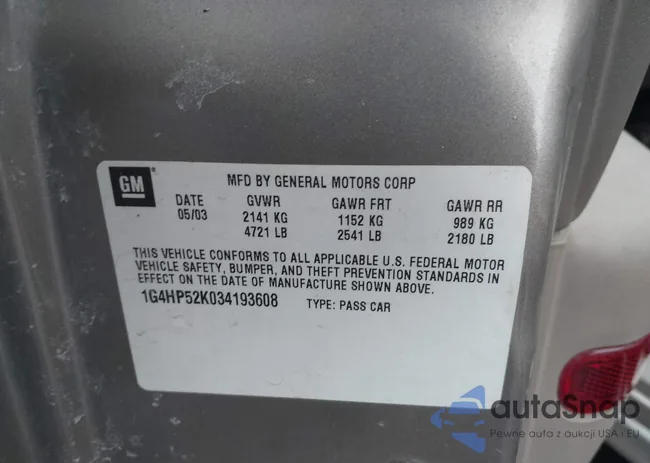 GM
MFD BY GENERAL MOTORS CORP
DATE GVWR GAWR FRT GAWR RR
05/03 2141 KG 1152 KG 989 KG
4721 LB 2541 LB 2180 LB
THIS VEHICLE CONFORMS TO ALL APPLICABLE U.S. FEDERAL MOTOR
VEHICLE SAFETY, BUMPER, AND THEFT PREVENTION STANDARDS IN
EFFECT ON THE DATE OF MANUFACTURE SHOWN ABOVE.
1G4HP52K034193608 TYPE: PASS CAR
autoSnap
Pewne auta z aukcji USA i EU